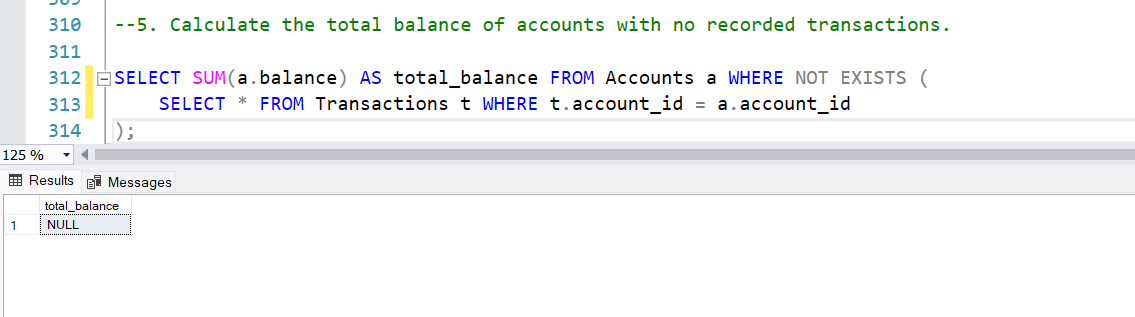 309
310 --5. Calculate the total balance of accounts with no recorded transactions.
311
312 SELECT SUM(a.balance) AS total_balance FROM Accounts a WHERE NOT EXISTS (
313 SELECT * FROM Transactions t WHERE t.account_id = a.account_id
314 );
125 %
Results Messages
total_balance
1 NULL